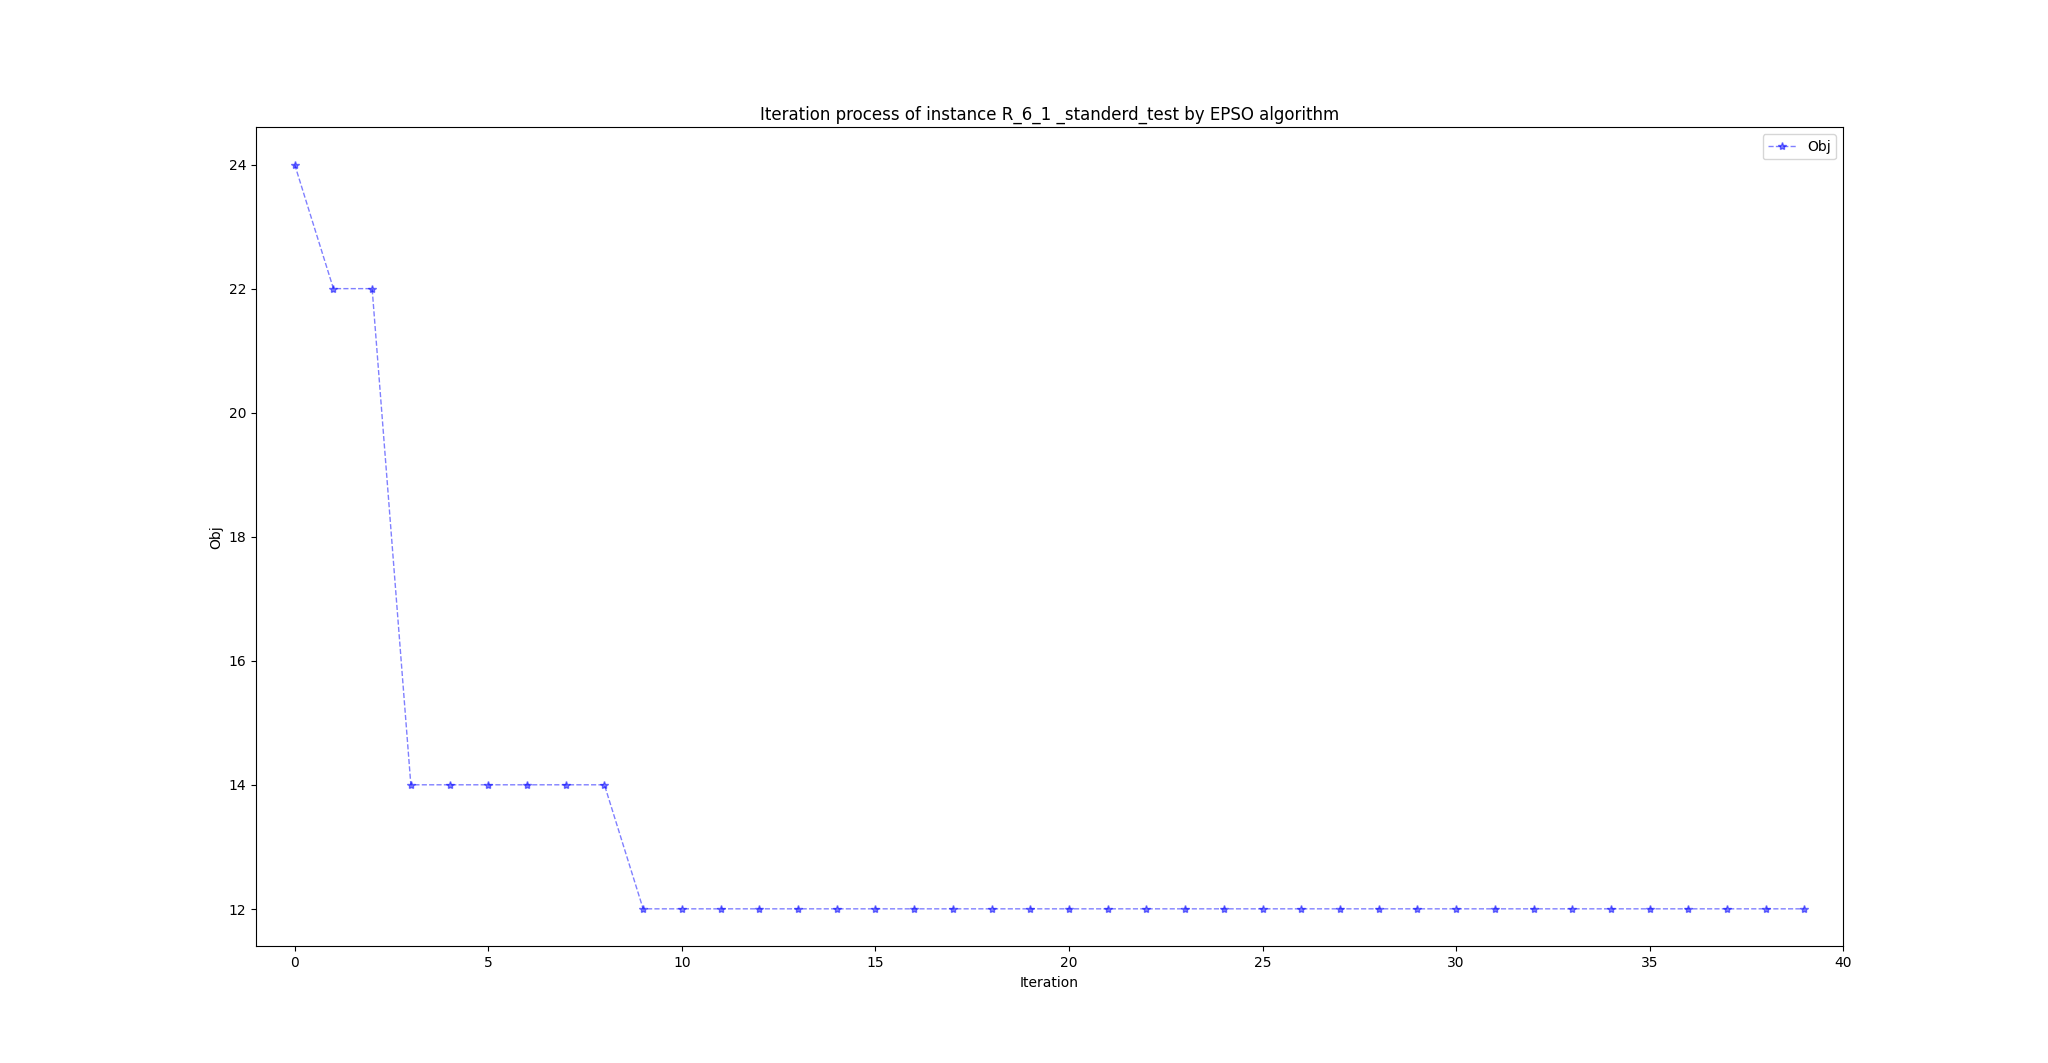 Iteration process of instance R_6_1 _standerd_test by EPSO algorithm
Obj
24
22
20
18
16
14
12
Obj
0 5 10 15 20 25 30 35 40
Iteration